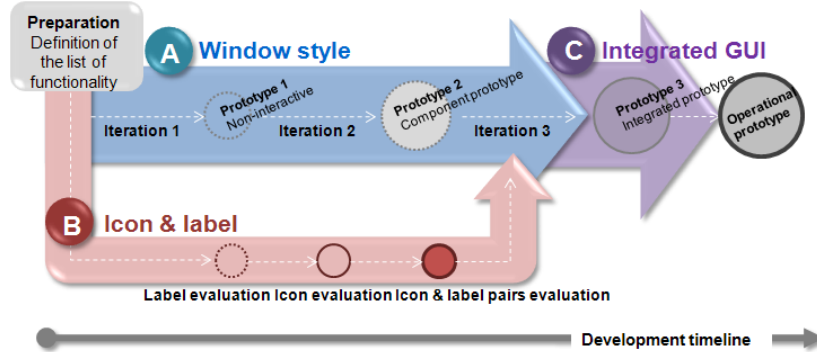 Preparation
Definition of
the list of
functionality
A Window style
C Integrated GUI
Iteration 1
Prototype 1
Non-interactive
Iteration 2
Prototype 2
Component prototype
Iteration 3
Prototype 3
Integrated prototype
Operational
prototype
B Icon & label
Label evaluation Icon evaluation Icon & label pairs evaluation
Development timeline